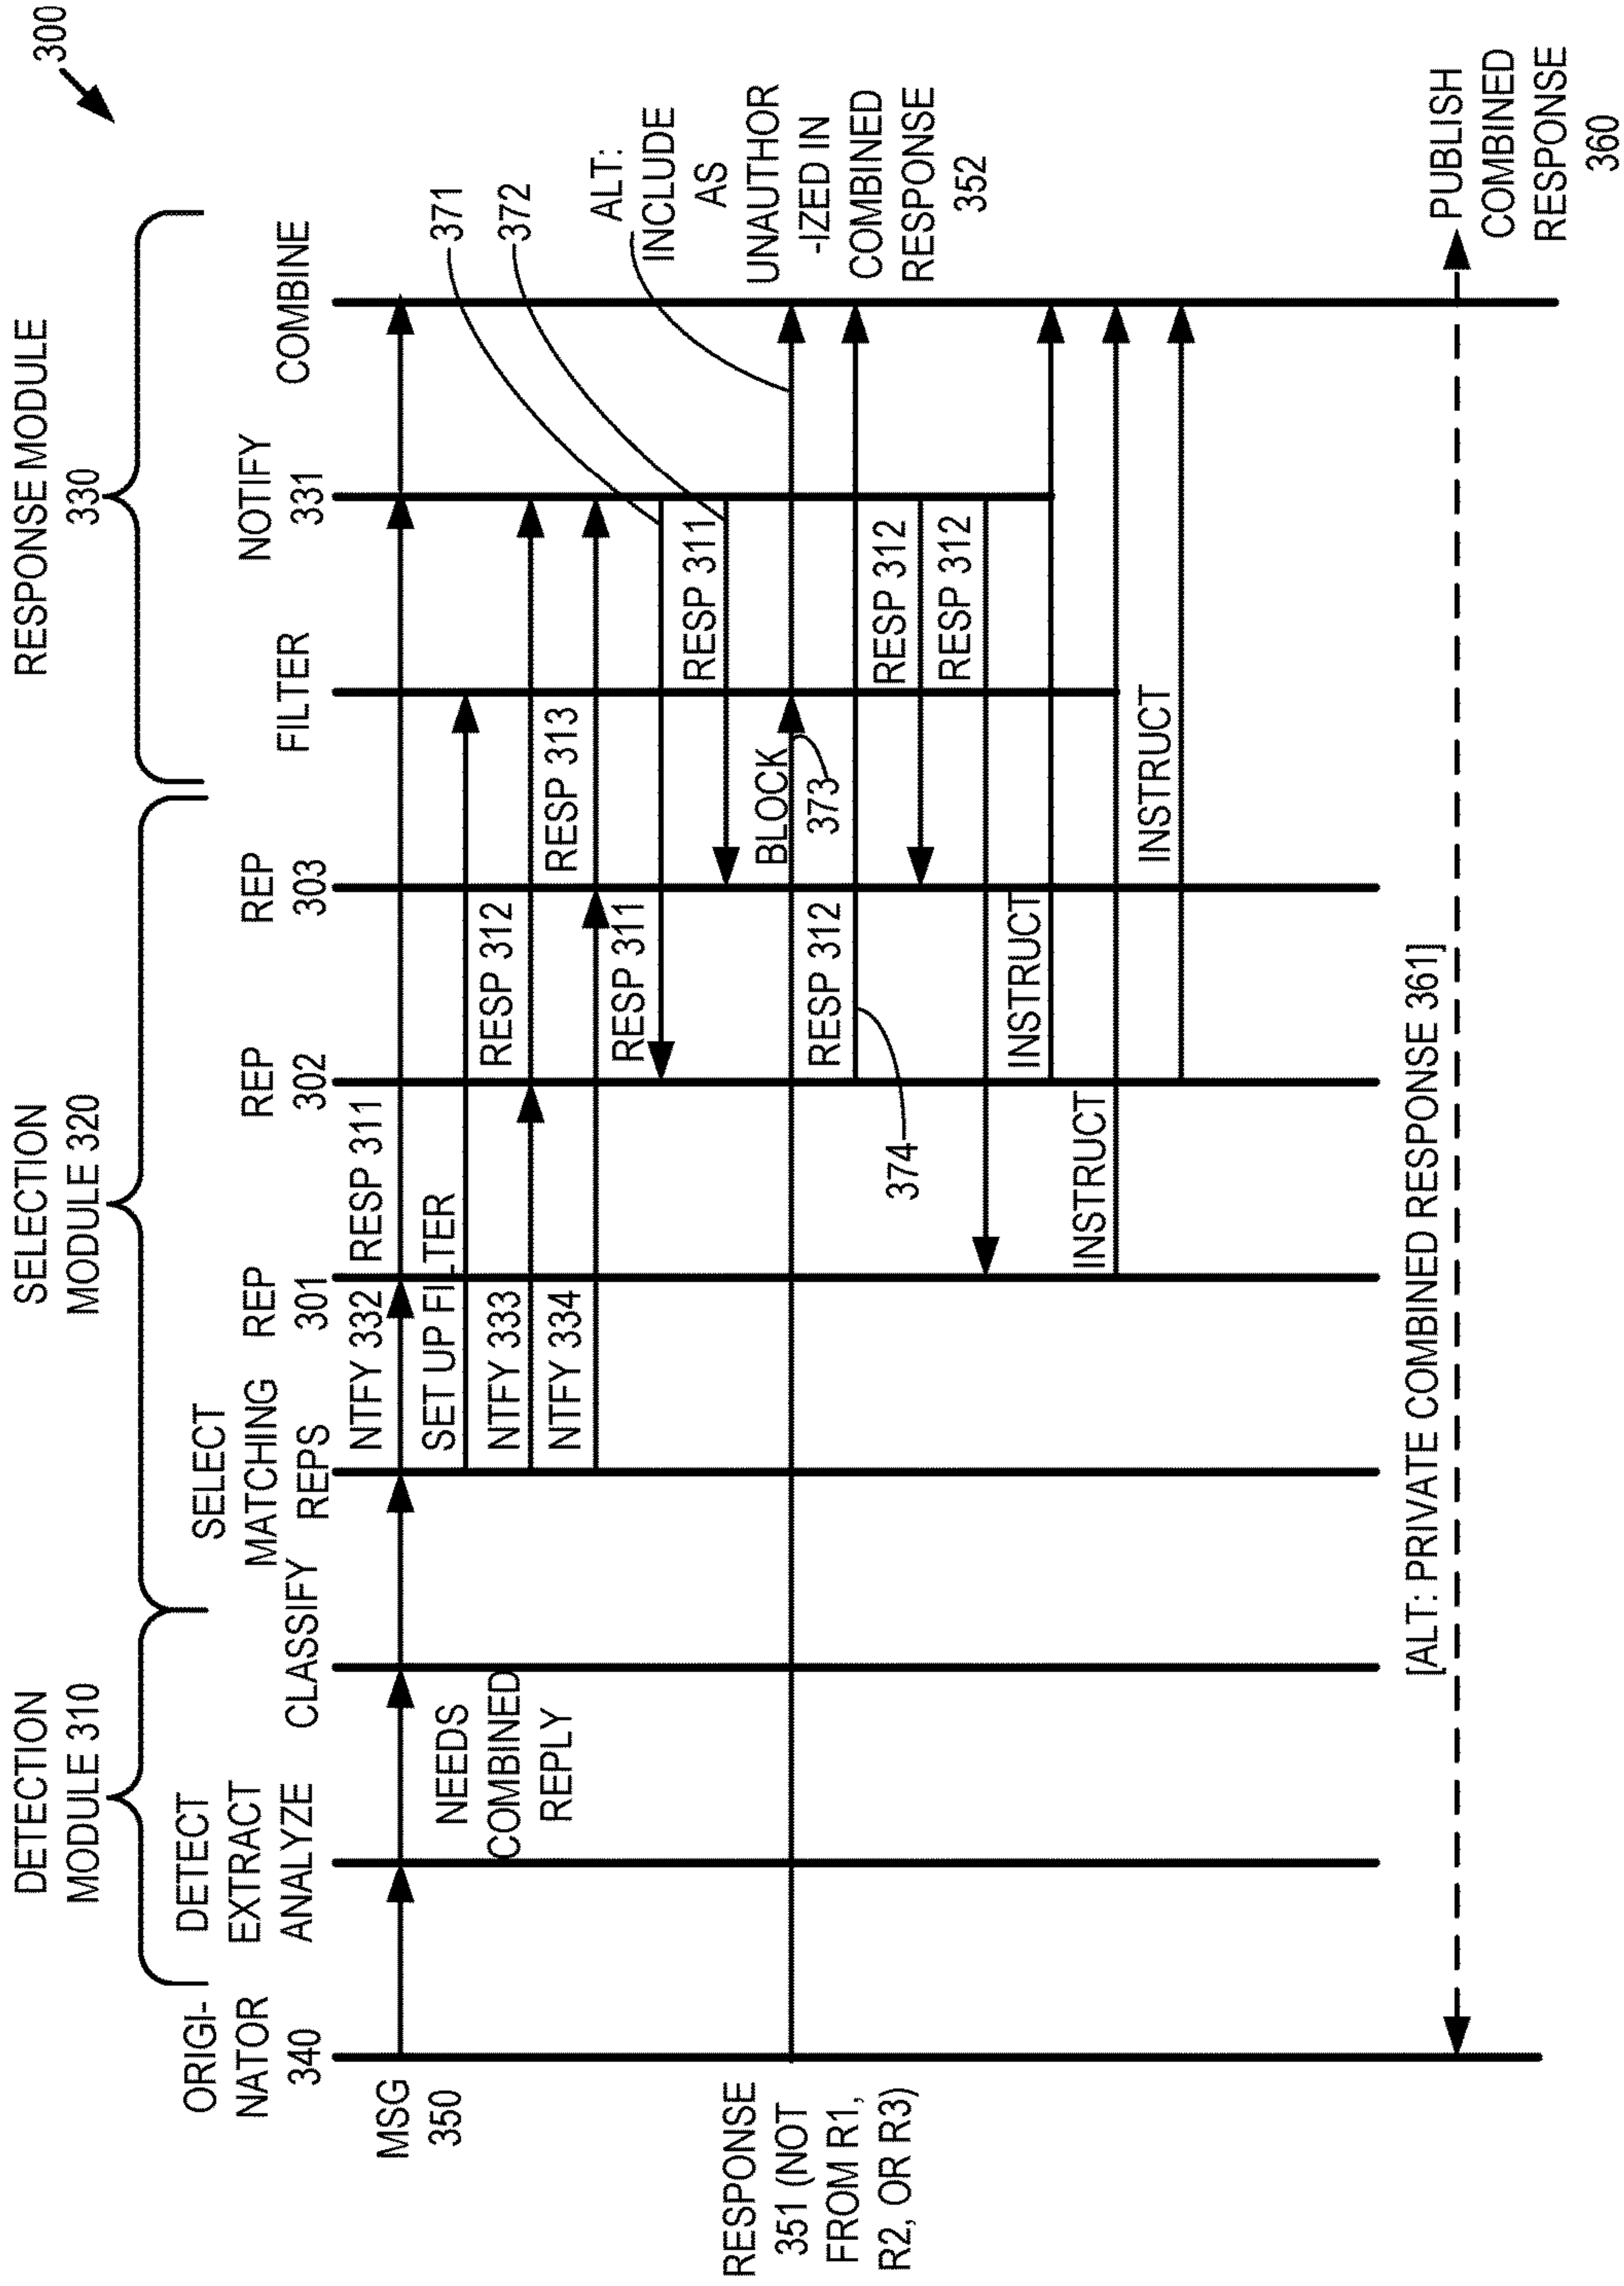 300
DETECTION
MODULE 310
SELECTION
MODULE 320
RESPONSE MODULE
330
ORIGI-
NATOR
340
DETECT
EXTRACT
ANALYZE
CLASSIFY
SELECT
MATCHING
REPS
REP
301
REP
302
REP
303
FILTER
NOTIFY
331
COMBINE
MSG
350
NEEDS
COMBINED
REPLY
NTFY 332
RESP 311
SET UP FILTER
NTFY 333
RESP 312
NTFY 334
RESP 313
RESP 311
371
RESP 311
372
RESPONSE
351 (NOT
FROM R1,
R2, OR R3)
BLOCK
373
ALT:
INCLUDE
AS
UNAUTHOR
-IZED IN
COMBINED
RESPONSE
352
RESP 312
374
RESP 312
RESP 312
INSTRUCT
INSTRUCT
INSTRUCT
[ALT: PRIVATE COMBINED RESPONSE 361]
PUBLISH
COMBINED
RESPONSE
360